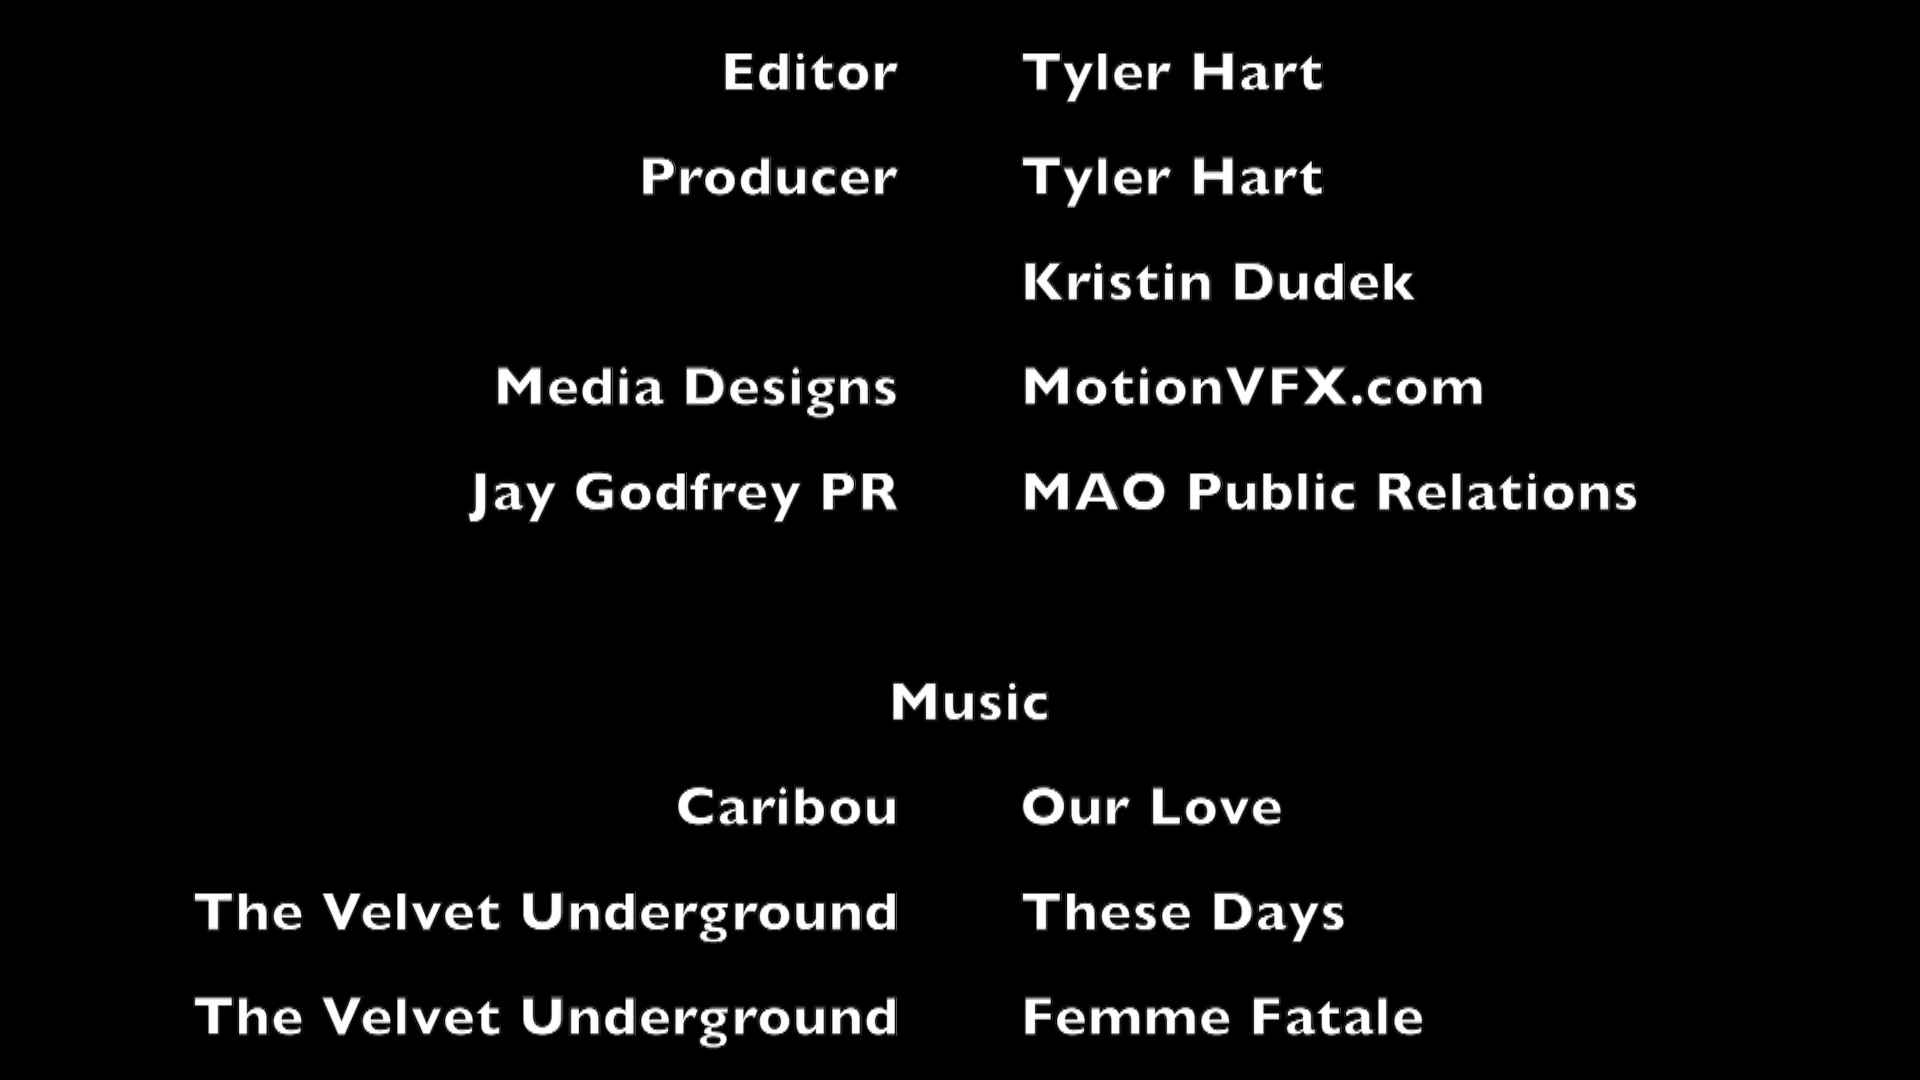 Editor Tyler Hart
Producer Tyler Hart
Kristin Dudek
Media Designs MotionVFX.com
Jay Godfrey PR MAO Public Relations
Music
Caribou Our Love
The Velvet Underground These Days
The Velvet Underground Femme Fatale